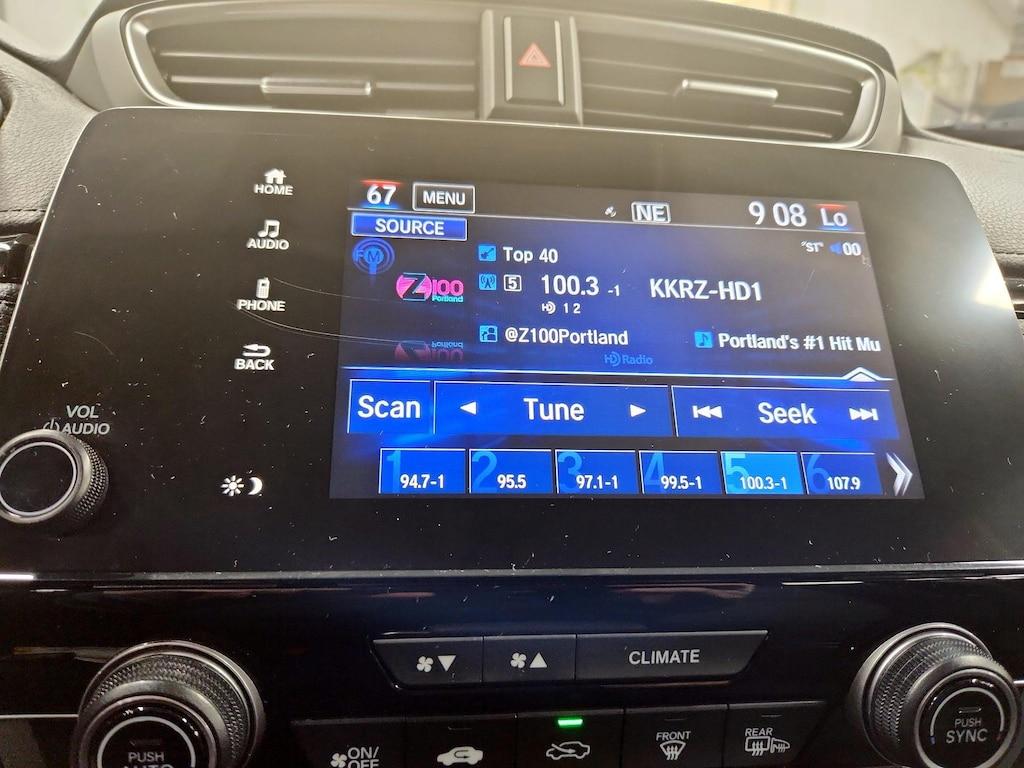 HOME
AUDIO
PHONE
BACK
VOL
AUDIO
67
MENU
NE
9 08
Lo
SOURCE
FM
"ST"
00
Top 40
Z100
Portland
5
100.3 -1
KKRZ-HD1
HD 1 2
@Z100Portland
Portland's #1 Hit Mu
HD Radio
Scan
Tune
Seek
1
94.7-1
2
95.5
3
97.1-1
4
99.5-1
5
100.3-1
6
107.9
CLIMATE
PUSH
AUTO
ON/
OFF
FRONT
REAR
PUSH
SYNC